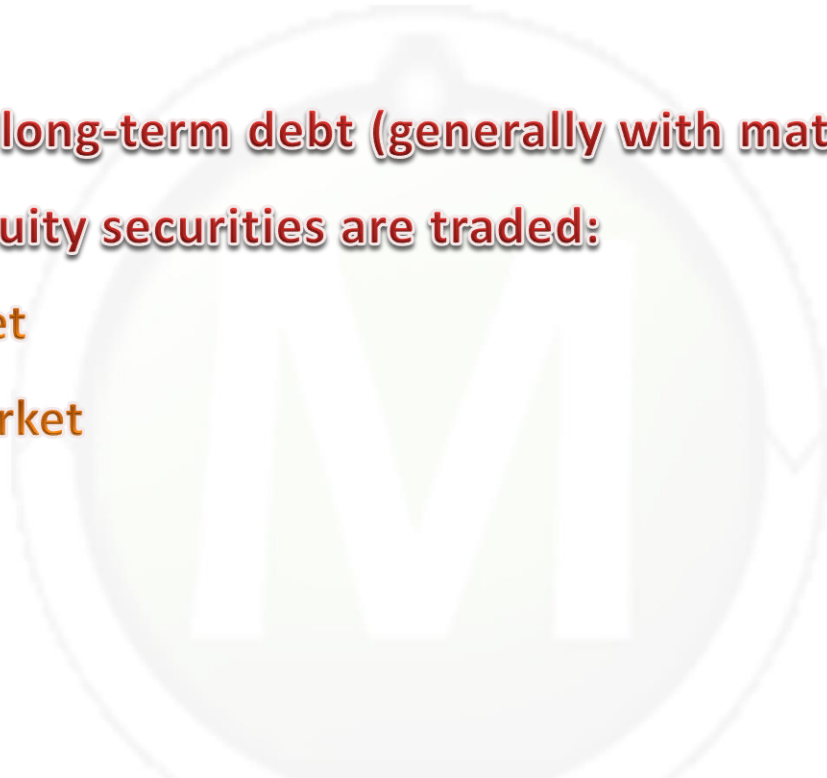 long-term debt (generally with mat
uity securities are traded:
et
rket
M